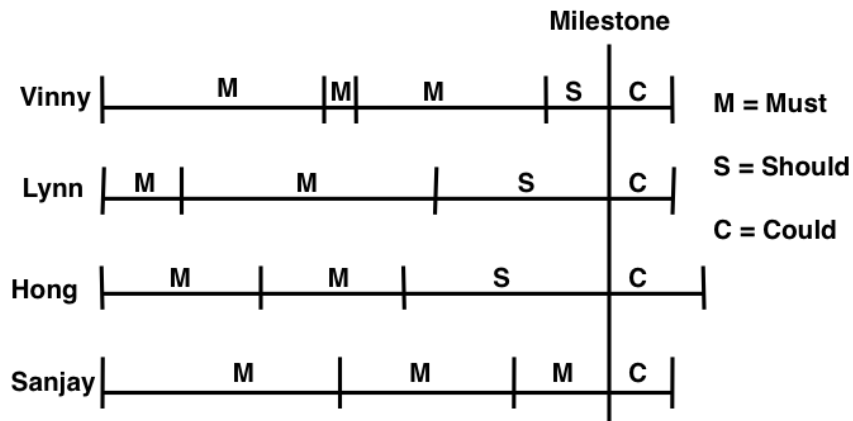 Milestone
Vinny M M M S C
M = Must
Lynn M M S C
S = Should
C = Could
Hong M M S C
Sanjay M M M C